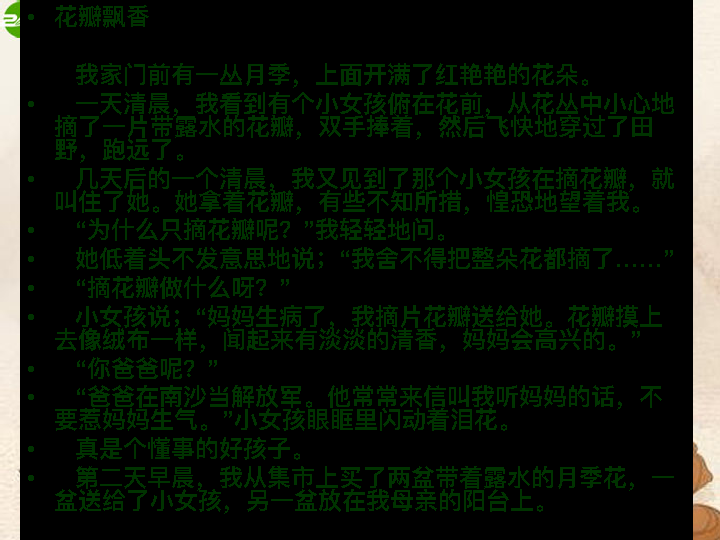 花瓣飘香
我家门前有一丛月季，上面开满了红艳艳的花朵。
一天清晨，我看到有个小女孩俯在花前，从花丛中小心地
摘了一片带露水的花瓣，双手捧着，然后飞快地穿过了田
野，跑远了。
几天后的一个清晨，我又见到了那个小女孩在摘花瓣，就
叫住了她。她拿着花瓣，有些不知所措，惶恐地望着我。
“为什么只摘花瓣呢？”我轻轻地问。
她低着头不发意思地说；“我舍不得把整朵花都摘了……”
“摘花瓣做什么呀？”
小女孩说；“妈妈生病了，我摘片花瓣送给她。花瓣摸上
去像绒布一样，闻起来有淡淡的清香，妈妈会高兴的。”
“你爸爸呢？”
“爸爸在南沙当解放军。他常常来信叫我听妈妈的话，不
要惹妈妈生气。”小女孩眼眶里闪动着泪花。
真是个懂事的好孩子。
第二天早晨，我从集市上买了两盆带着露水的月季花，一
盆送给了小女孩，另一盆放在我母亲的阳台上。